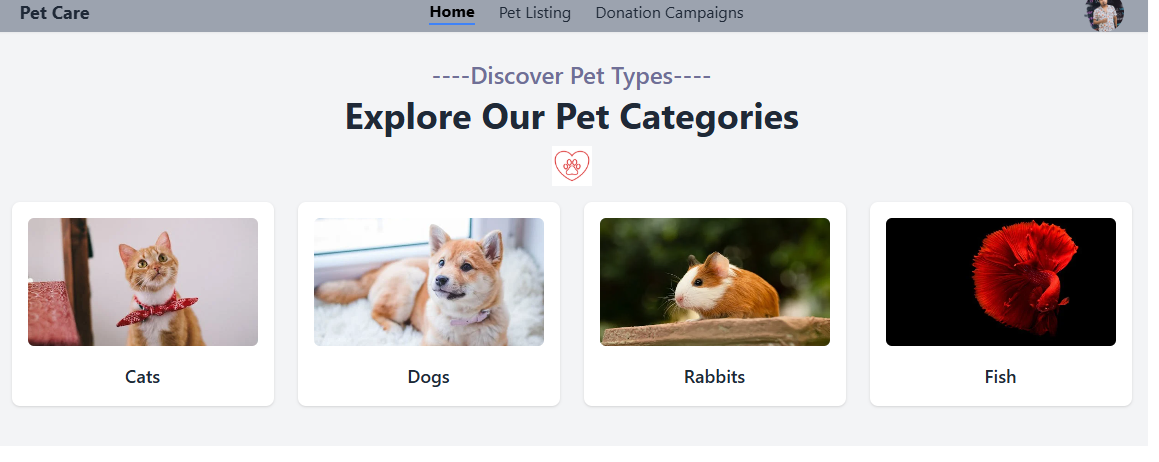 Pet Care
Home
Pet Listing
Donation Campaigns
----Discover Pet Types----
Explore Our Pet Categories
Cats
Dogs
Rabbits
Fish